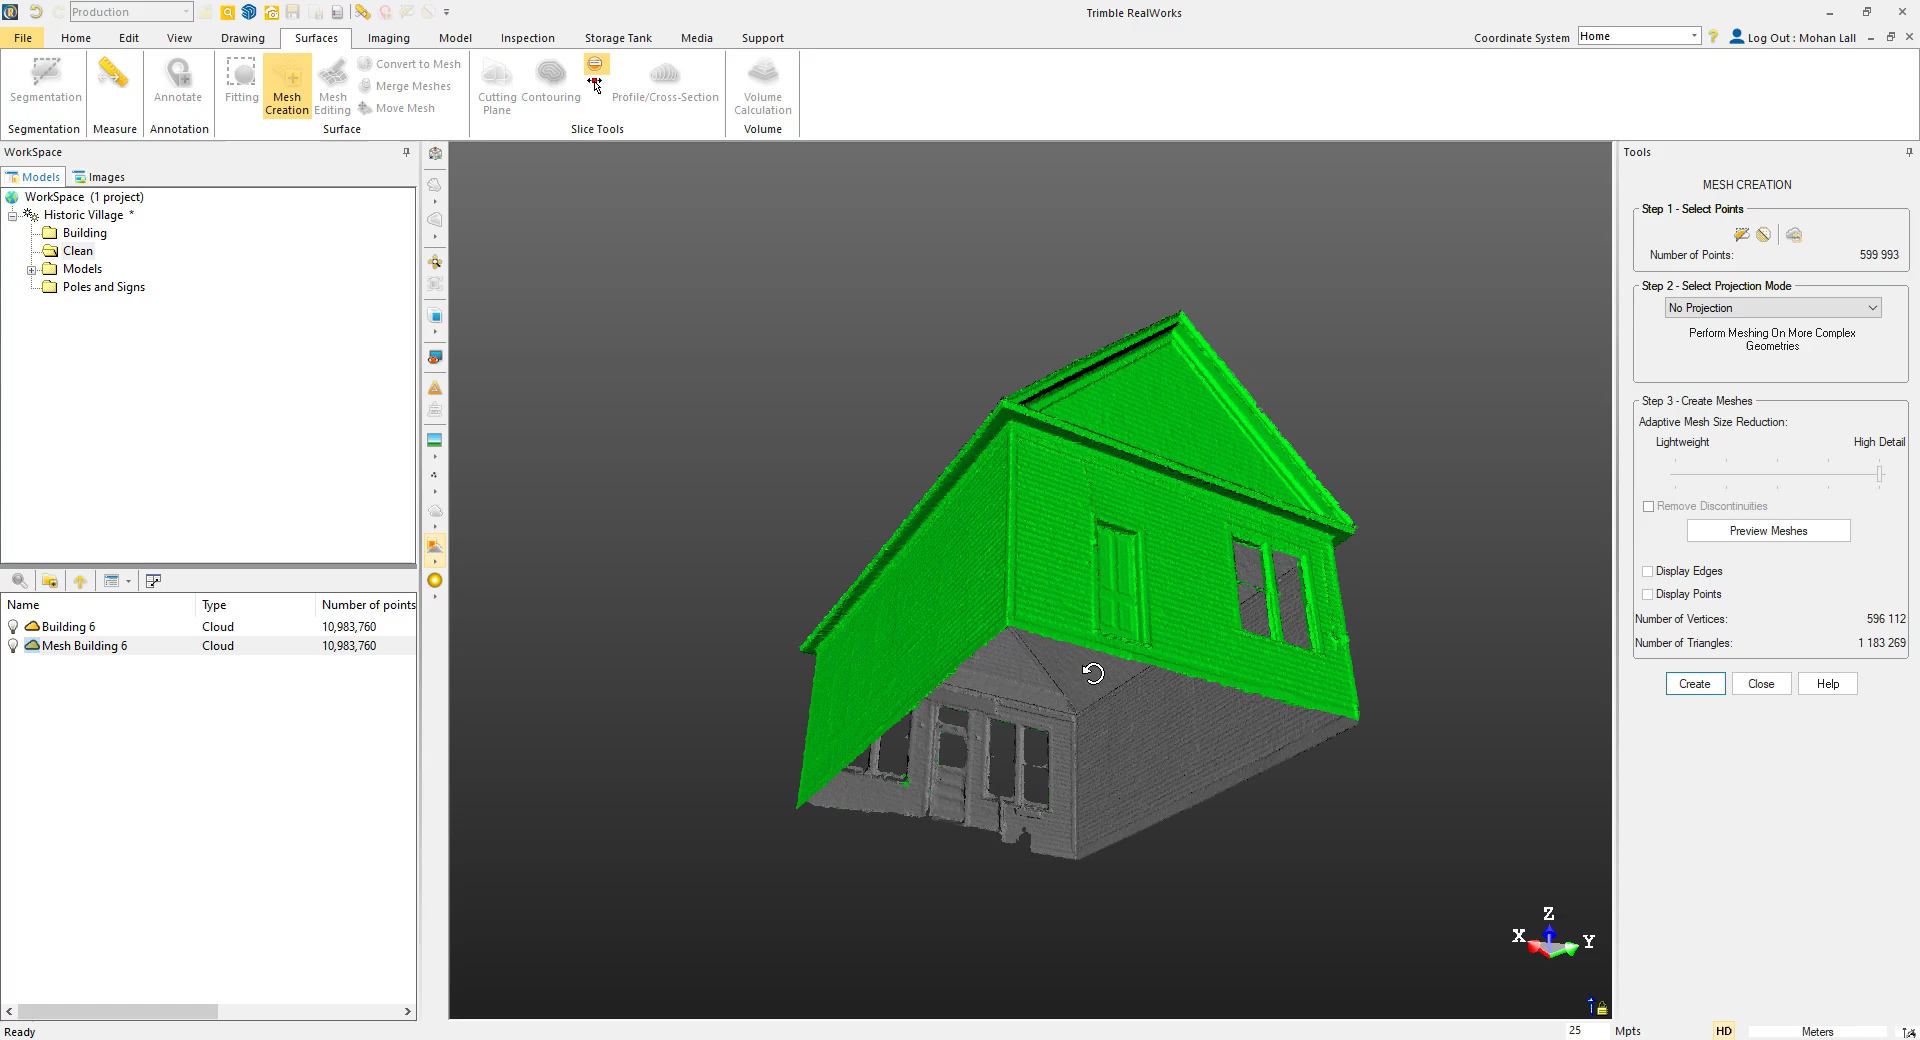 Production
Trimble RealWorks
File
Home
Edit
View
Drawing
Surfaces
Imaging
Model
Inspection
Storage Tank
Media
Support
Coordinate System
Home
Log Out : Mohan Lall
Segmentation
Annotate
Fitting
Mesh Creation
Mesh Editing
Convert to Mesh
Merge Meshes
Move Mesh
Cutting Plane
Contouring
Profile/Cross-Section
Volume Calculation
Segmentation
Measure
Annotation
Surface
Slice Tools
Volume
WorkSpace
Models
Images
WorkSpace (1 project)
Historic Village *
Building
Clean
Models
Poles and Signs
Name Type Number of points
Building 6 Cloud 10,983,760
Mesh Building 6 Cloud 10,983,760
Z
X
Y
Tools
MESH CREATION
Step 1 - Select Points
Number of Points: 599 993
Step 2 - Select Projection Mode
No Projection
Perform Meshing On More Complex
Geometries
Step 3 - Create Meshes
Adaptive Mesh Size Reduction:
Lightweight High Detail
Remove Discontinuities
Preview Meshes
Display Edges
Display Points
Number of Vertices: 596 112
Number of Triangles: 1 183 269
Create
Close
Help
Ready
25 Mpts
HD
Meters